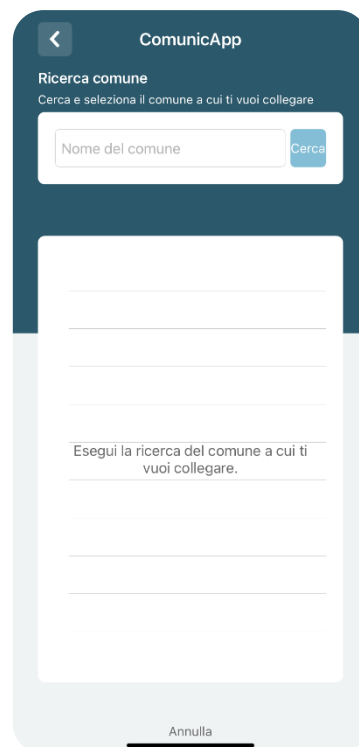 ComunicApp
Ricerca comune
Cerca e seleziona il comune a cui ti vuoi collegare
Nome del comune
Cerca
Esegui la ricerca del comune a cui ti
vuoi collegare.
Annulla